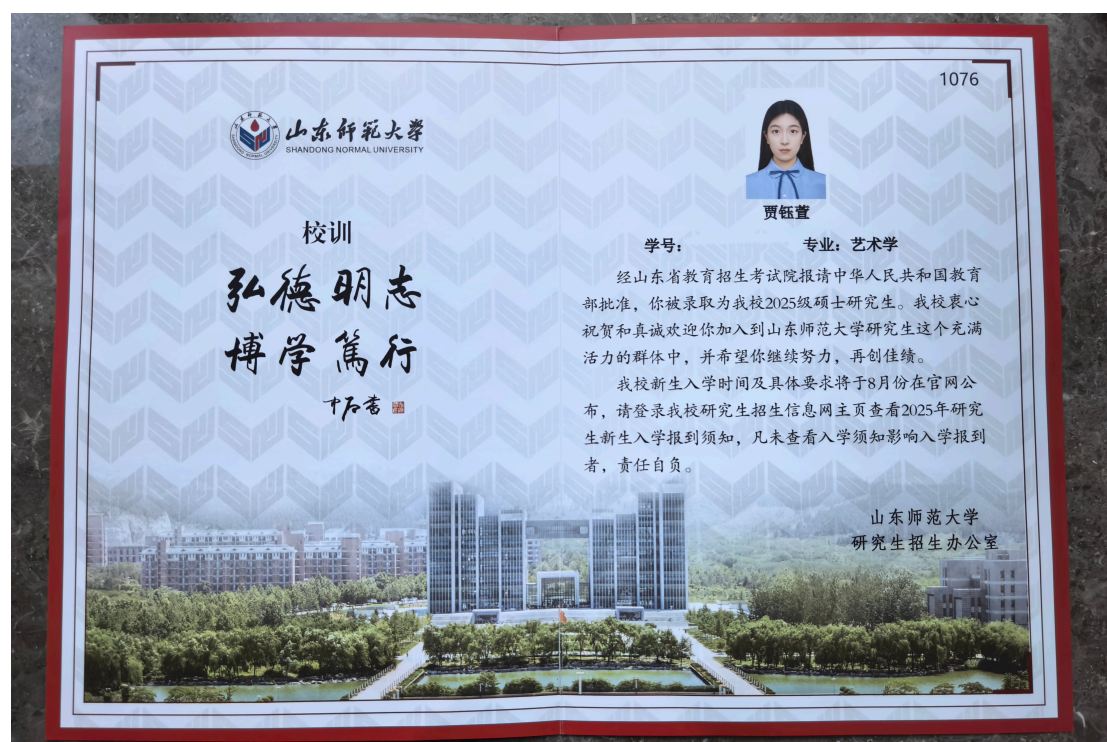 山东师范大学
SHANDONG NORMAL UNIVERSITY
校训
弘德明志
博学笃行
中石书
1076
贾钰萱
学号： 专业：艺术学
经山东省教育招生考试院报请中华人民共和国教育
部批准，你被录取为我校2025级硕士研究生。我校衷心
祝贺和真诚欢迎你加入到山东师范大学研究生这个充满
活力的群体中，并希望你继续努力，再创佳绩。
我校新生入学时间及具体要求将于8月份在官网公
布，请登录我校研究生招生信息网主页查看2025年研究
生新生入学报到须知，凡未查看入学须知影响入学报到
者，责任自负。
山东师范大学
研究生招生办公室